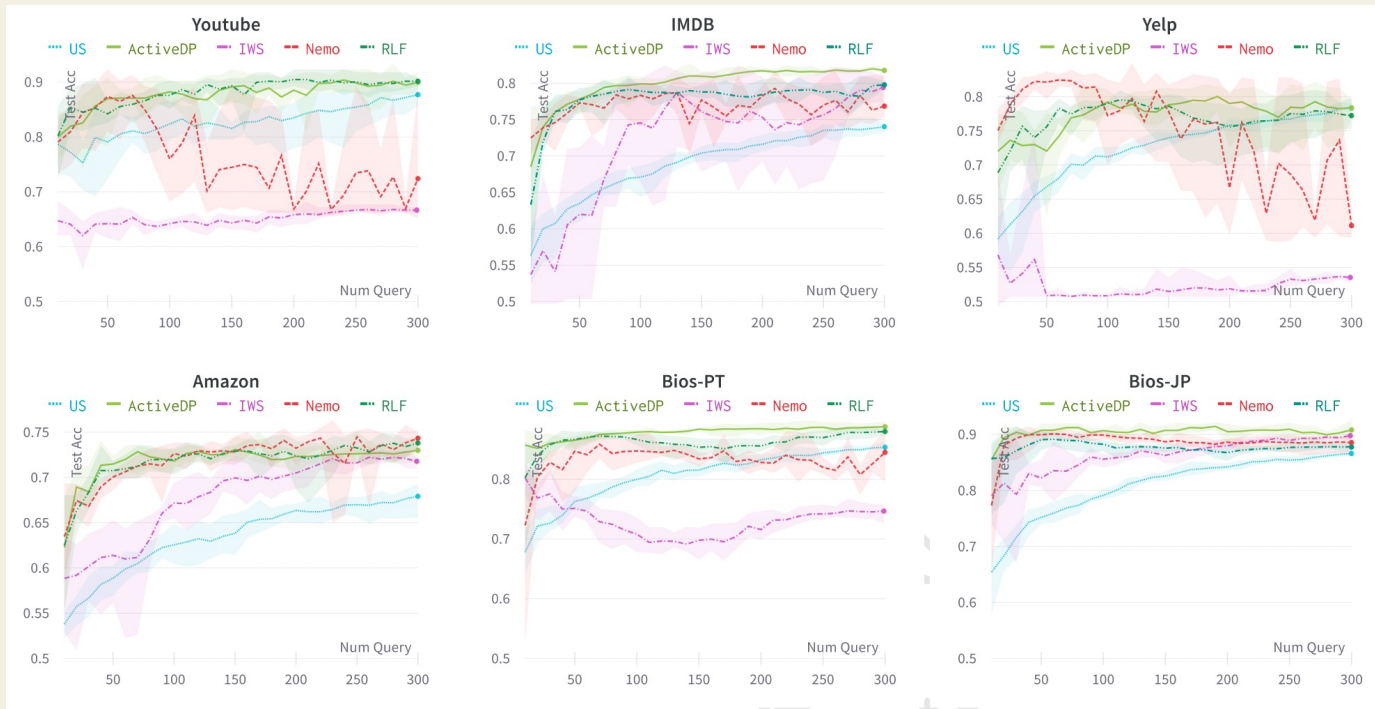 Youtube
US ActiveDP IWS Nemo RLF
Test Acc
0.9
0.8
0.7
0.6
0.5
Num Query
50 100 150 200 250 300
IMDB
US ActiveDP IWS Nemo RLF
Test Acc
0.8
0.75
0.7
0.65
0.6
0.55
0.5
Num Query
50 100 150 200 250 300
Yelp
US ActiveDP IWS Nemo RLF
Test Acc
0.8
0.75
0.7
0.65
0.6
0.55
0.5
Num Query
50 100 150 200 250 300
Amazon
US ActiveDP IWS Nemo RLF
Test Acc
0.75
0.7
0.65
0.6
0.55
0.5
Num Query
50 100 150 200 250 300
Bios-PT
US ActiveDP IWS Nemo RLF
Test Acc
0.8
0.7
0.6
0.5
Num Query
50 100 150 200 250 300
Bios-JP
US ActiveDP IWS Nemo RLF
Test Acc
0.9
0.8
0.7
0.6
0.5
Num Query
50 100 150 200 250 300